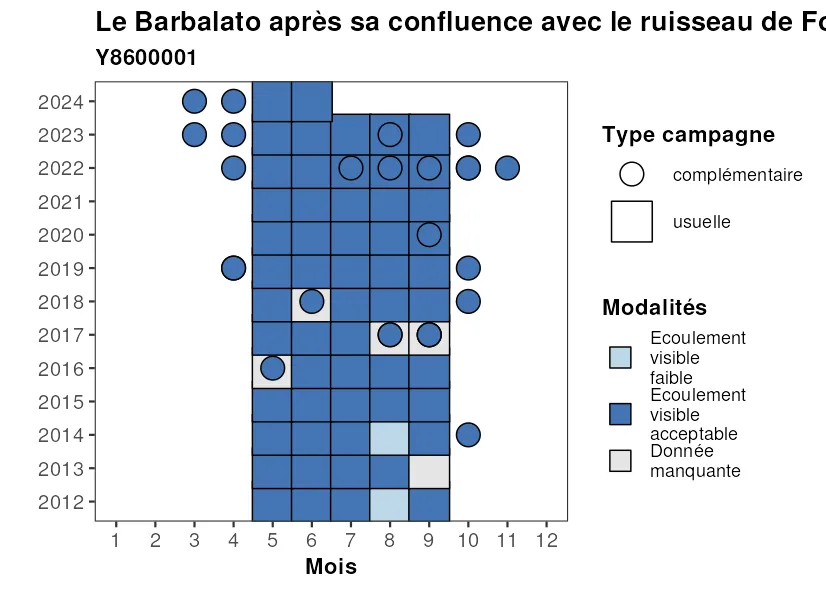 Le Barbalato après sa confluence avec le ruisseau de Fo
Y8600001
2024
2023
2022
2021
2020
2019
2018
2017
2016
2015
2014
2013
2012
1 2 3 4 5 6 7 8 9 10 11 12
Mois
Type campagne
complémentaire
usuelle
Modalités
Ecoulement
visible
faible
Ecoulement
visible
acceptable
Donnée
manquante